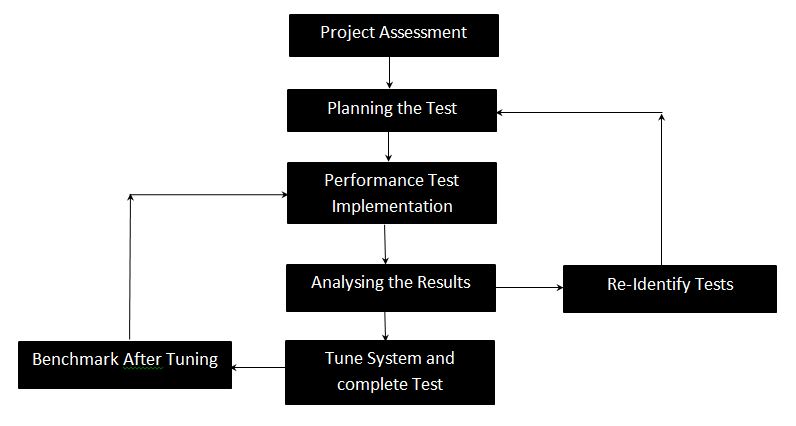 Project Assessment
Planning the Test
Performance Test
Implementation
Analysing the Results
Re-Identify Tests
Benchmark After Tuning
Tune System and
complete Test